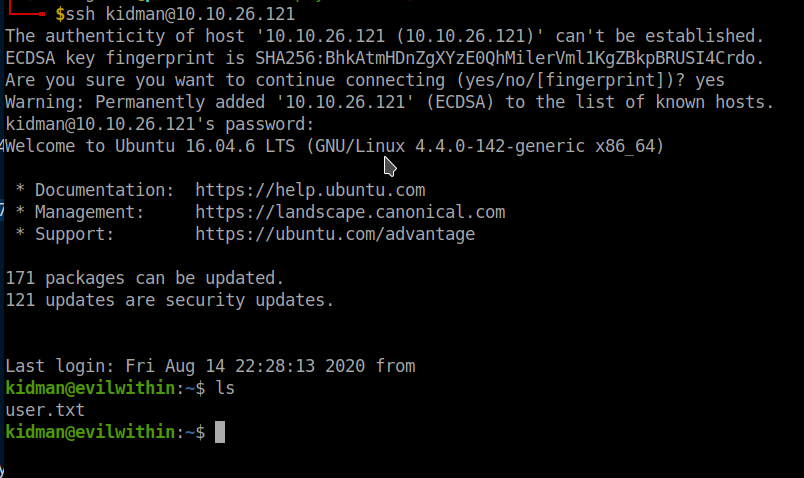 $ssh kidman@10.10.26.121
The authenticity of host '10.10.26.121 (10.10.26.121)' can't be established.
ECDSA key fingerprint is SHA256:BhkAtmHDnZgXYzE0QhMilerVml1KgZBkpBRUSI4Crdo.
Are you sure you want to continue connecting (yes/no/[fingerprint])? yes
Warning: Permanently added '10.10.26.121' (ECDSA) to the list of known hosts.
kidman@10.10.26.121's password:
Welcome to Ubuntu 16.04.6 LTS (GNU/Linux 4.4.0-142-generic x86_64)
* Documentation: https://help.ubuntu.com
* Management: https://landscape.canonical.com
* Support: https://ubuntu.com/advantage
171 packages can be updated.
121 updates are security updates.
Last login: Fri Aug 14 22:28:13 2020 from
kidman@evilwithin:~$ ls
user.txt
kidman@evilwithin:~$